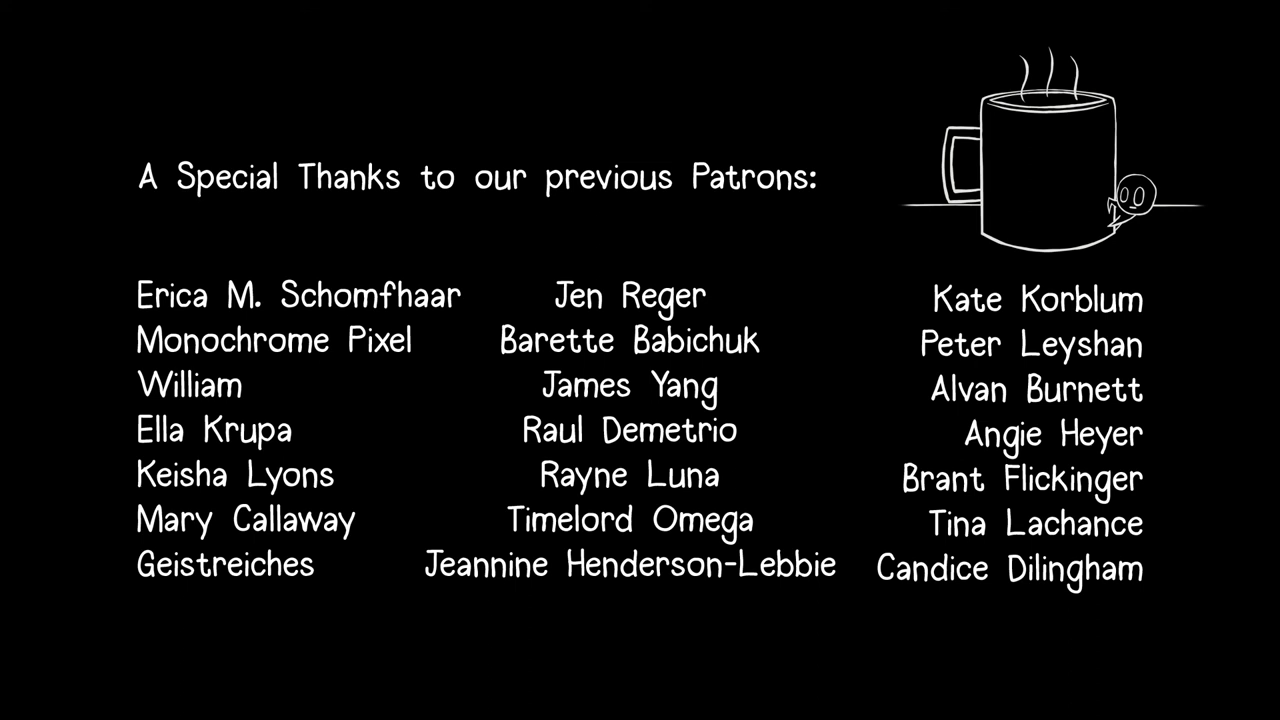 A Special Thanks to our previous Patrons:
Erica M. Schomfhaar
Monochrome Pixel
William
Ella Krupa
Keisha Lyons
Mary Callaway
Geistreiches
Jen Reger
Barette Babichuk
James Yang
Raul Demetrio
Rayne Luna
Timelord Omega
Jeannine Henderson-Lebbie
Kate Korblum
Peter Leyshan
Alvan Burnett
Angie Heyer
Brant Flickinger
Tina Lachance
Candice Dilingham